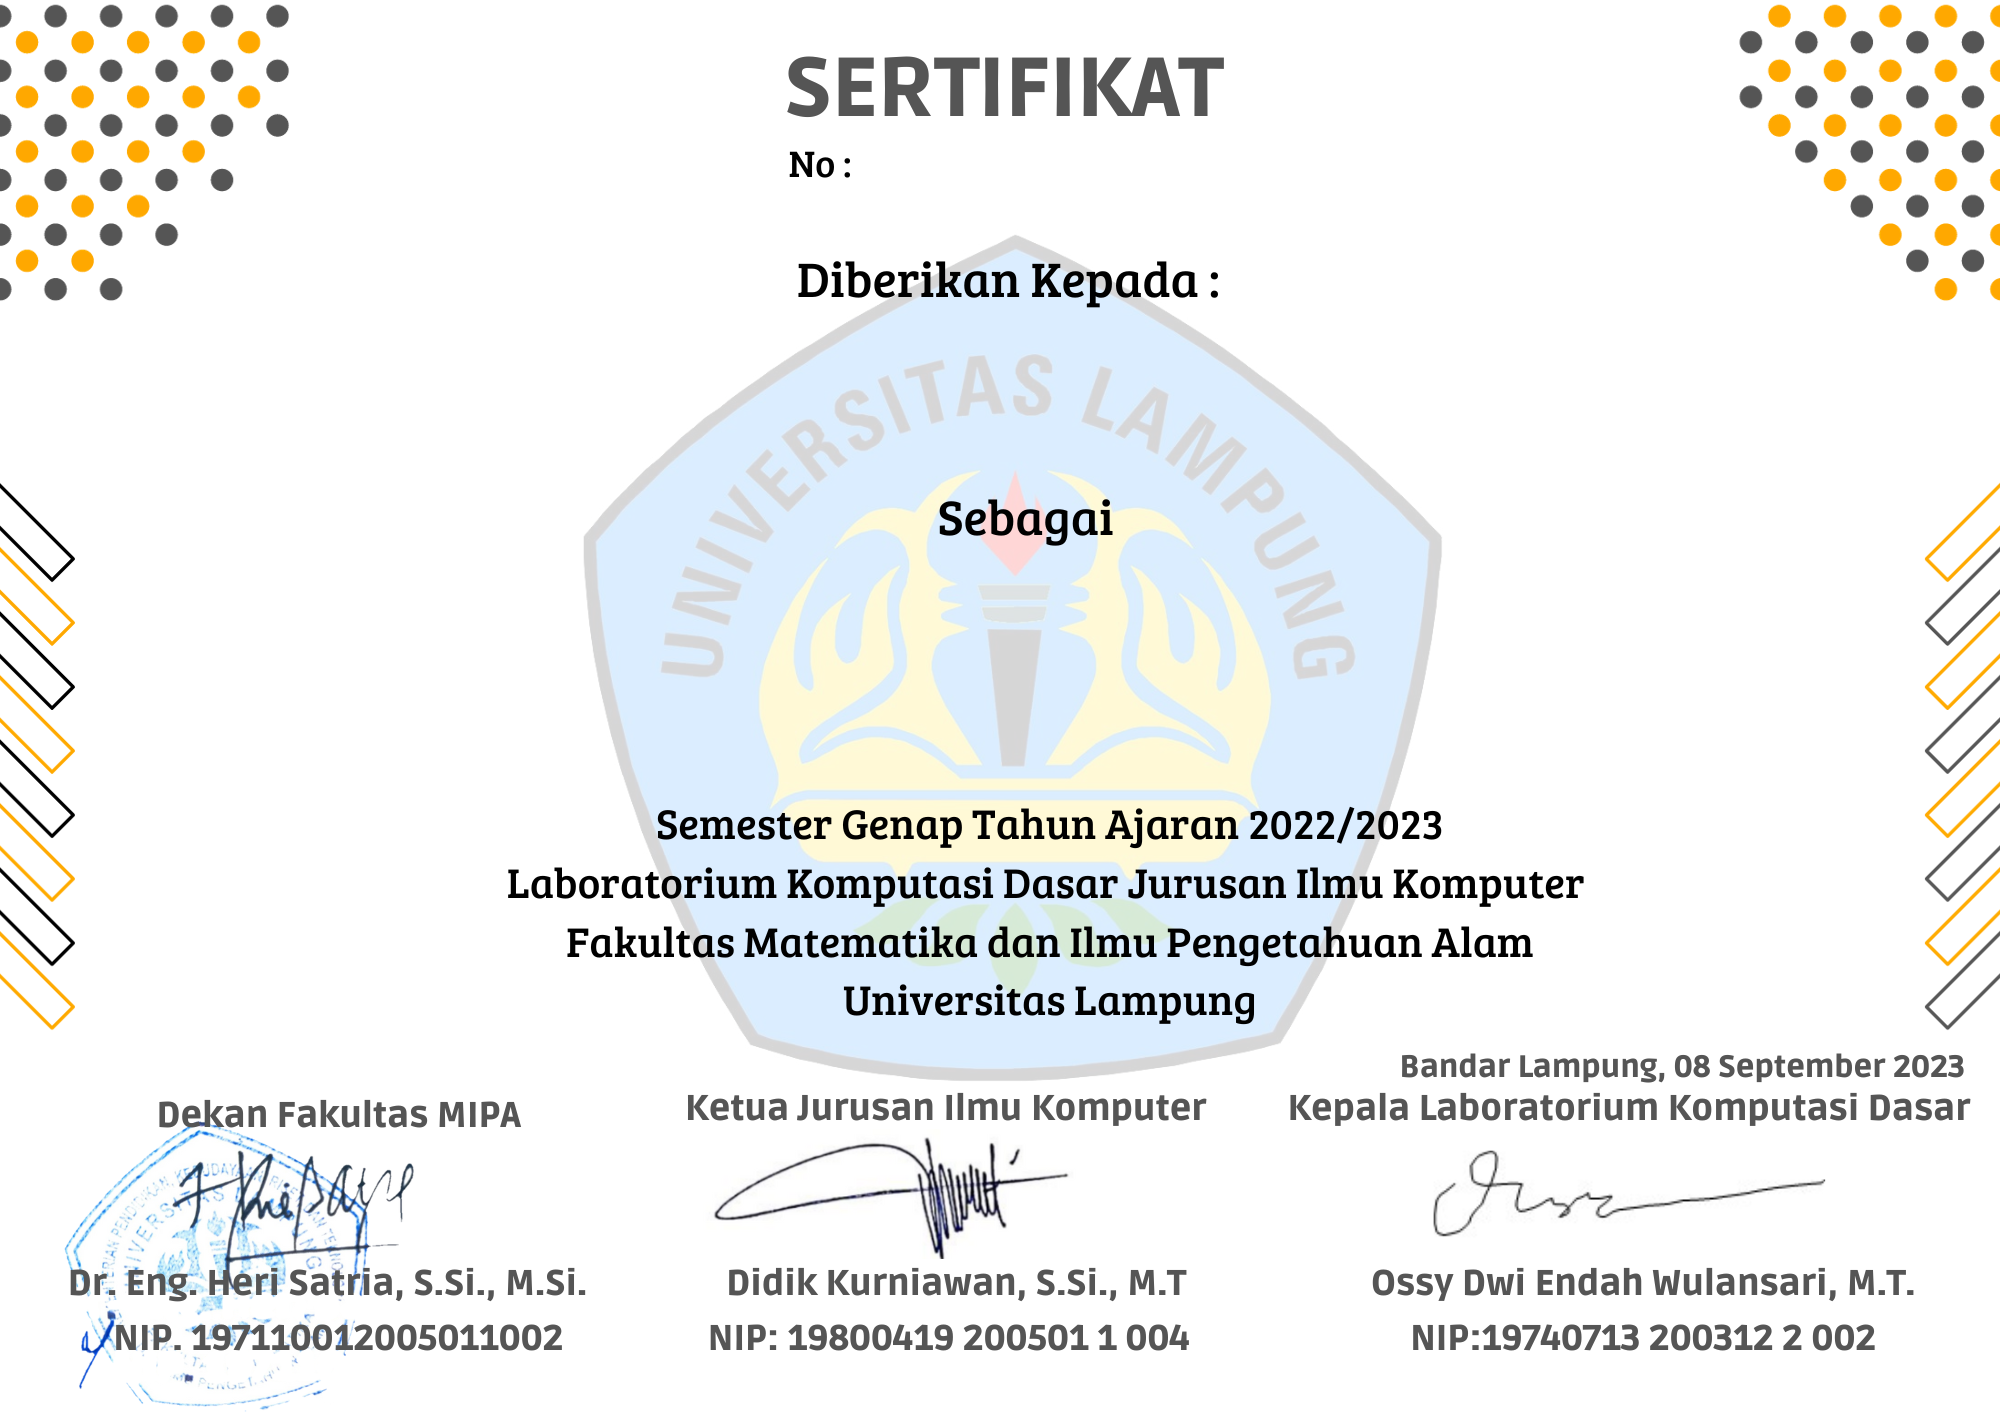 SERTIFIKAT
No :
Diberikan Kepada :
UNIVERSITAS LAMPUNG
Sebagai
Semester Genap Tahun Ajaran 2022/2023
Laboratorium Komputasi Dasar Jurusan Ilmu Komputer
Fakultas Matematika dan Ilmu Pengetahuan Alam
Universitas Lampung
Bandar Lampung, 08 September 2023
Dekan Fakultas MIPA
Ketua Jurusan Ilmu Komputer
Kepala Laboratorium Komputasi Dasar
Dr. Eng. Heri Satria, S.Si., M.Si.
Didik Kurniawan, S.Si., M.T
Ossy Dwi Endah Wulansari, M.T.
NIP. 197110012005011002
NIP: 19800419 200501 1 004
NIP:19740713 200312 2 002